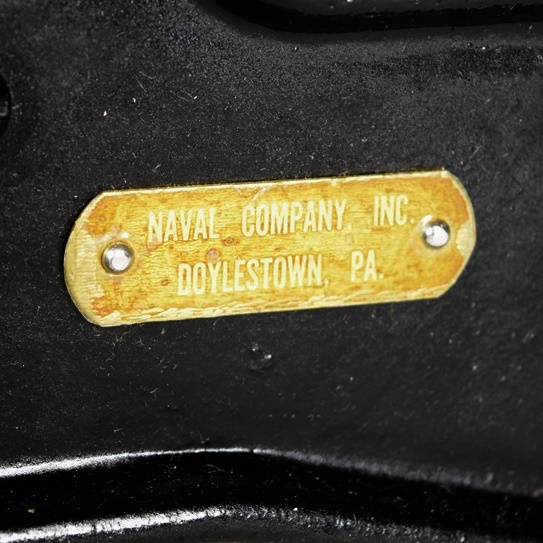 NAVAL COMPANY, INC.
DOYLESTOWN, PA.